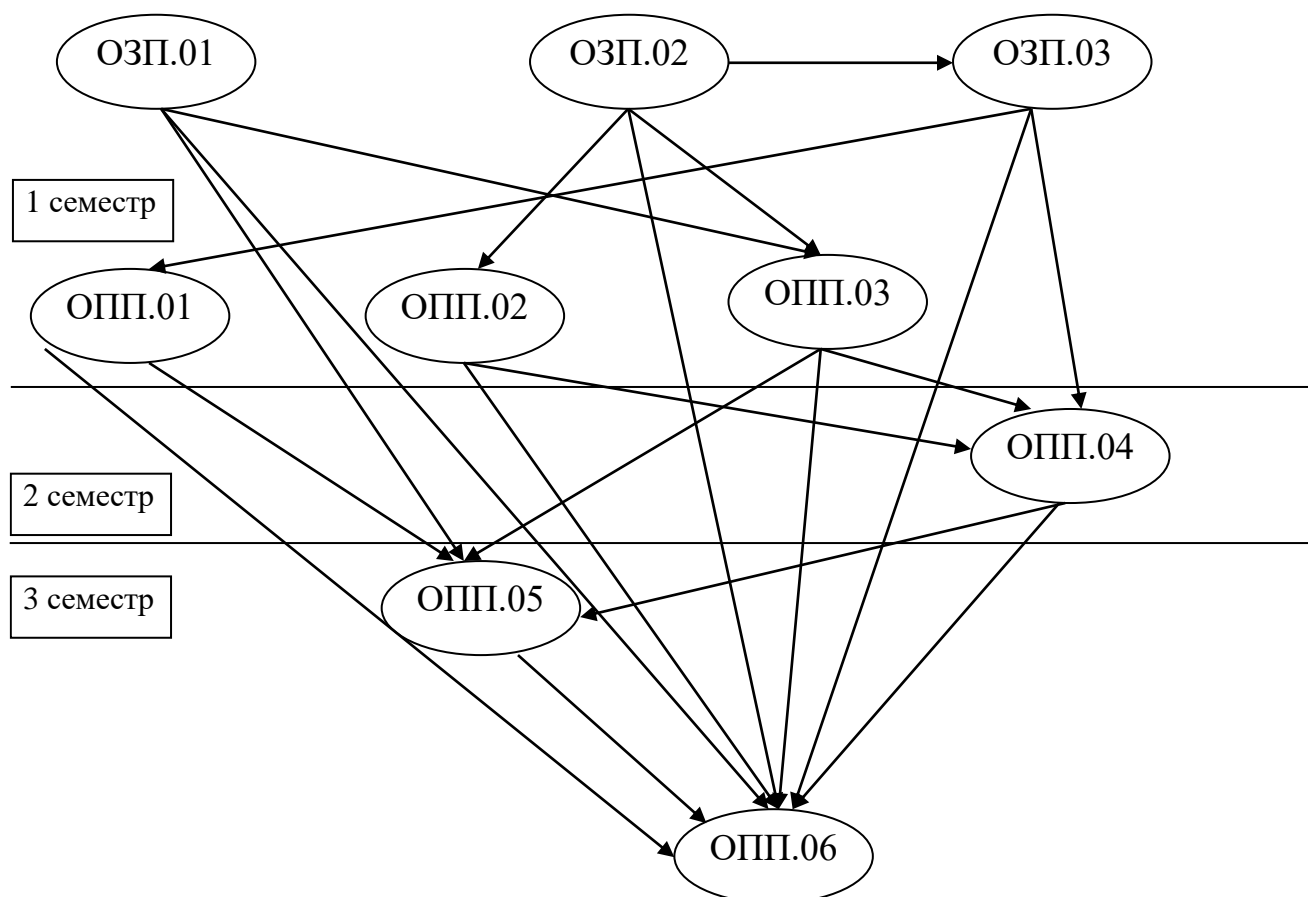 ОЗП.01
ОЗП.02
ОЗП.03
1 семестр
ОПП.01
ОПП.02
ОПП.03
ОПП.04
2 семестр
3 семестр
ОПП.05
ОПП.06